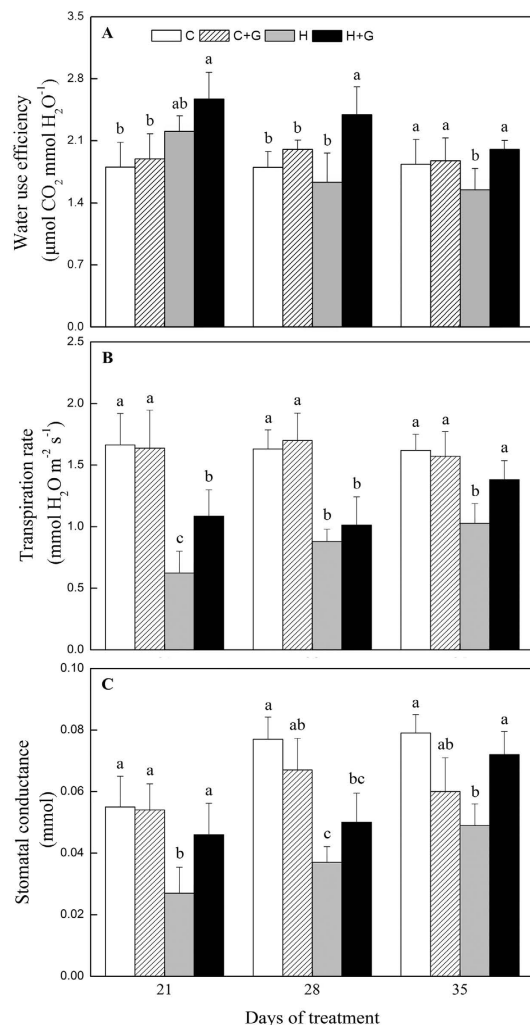 A
C C+G H H+G
3.5
2.8
2.1
1.4
0.7
0.0
Water use efficiency
(μmol CO₂ mmol H₂O⁻¹)
b b ab a
b b b a
a a b a
B
2.5
2.0
1.5
1.0
0.5
0.0
Transpiration rate
(mmol H₂O m⁻² s⁻¹)
a a c b
a a b b
a a b a
C
0.10
0.08
0.06
0.04
0.02
0.00
Stomatal conductance
(mmol)
a a b a
a ab c bc
a ab b a
21 28 35
Days of treatment